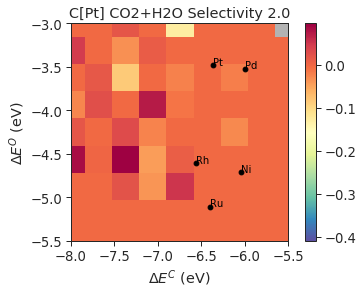 C[Pt] CO2+H2O Selectivity 2.0
−3.0
−3.5
−4.0
−4.5
−5.0
−5.5
ΔE^O (eV)
Pt
Pd
Rh
Ni
Ru
−8.0 −7.5 −7.0 −6.5 −6.0 −5.5
ΔE^C (eV)
0.0
−0.1
−0.2
−0.3
−0.4